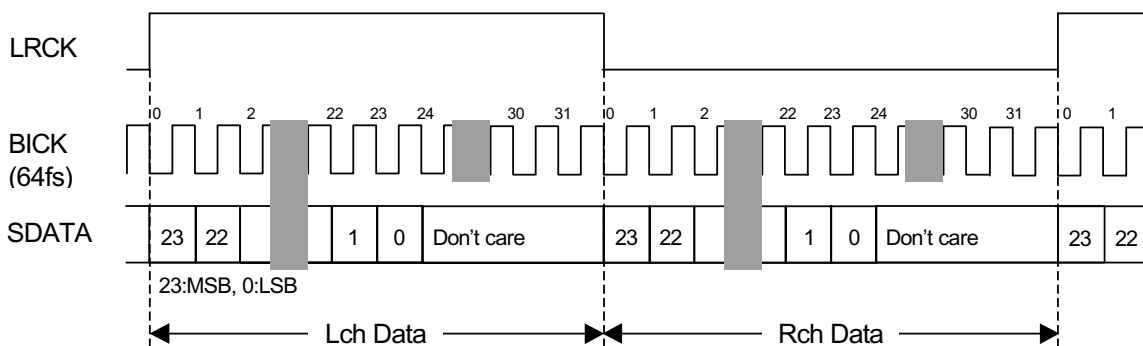 LRCK
0 1 2 22 23 24 30 31 0 1 2 22 23 24 30 31 0 1
BICK
(64fs)
SDATA 23 22 1 0 Don't care 23 22 1 0 Don't care 23 22
23:MSB, 0:LSB
Lch Data Rch Data